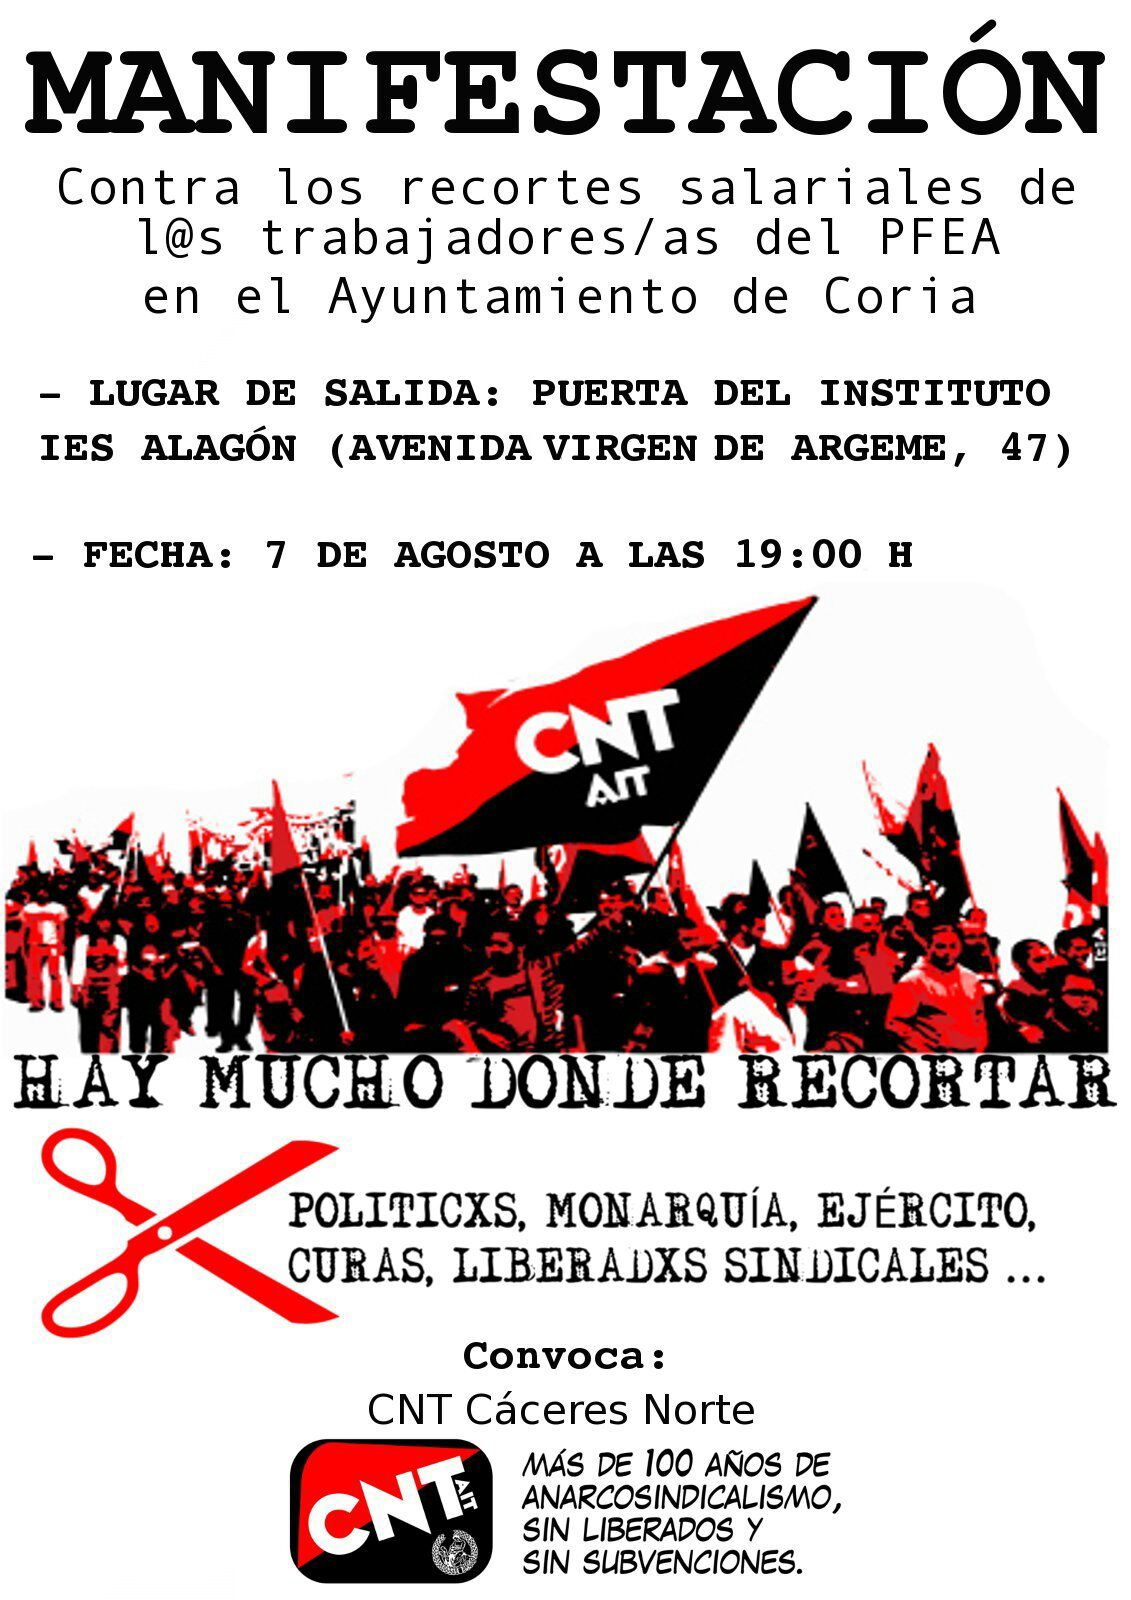 MANIFESTACIÓN
Contra los recortes salariales de
l@s trabajadores/as del PFEA
en el Ayuntamiento de Coria
– LUGAR DE SALIDA: PUERTA DEL INSTITUTO
IES ALAGÓN (AVENIDA VIRGEN DE ARGEME, 47)
– FECHA: 7 DE AGOSTO A LAS 19:00 H
CNT
AIT
HAY MUCHO DONDE RECORTAR
POLITICXS, MONARQUÍA, EJÉRCITO,
CURAS, LIBERADXS SINDICALES ...
Convoca:
CNT Cáceres Norte
CNT
AIT
MÁS DE 100 AÑOS DE
ANARCOSINDICALISMO,
SIN LIBERADOS Y
SIN SUBVENCIONES.